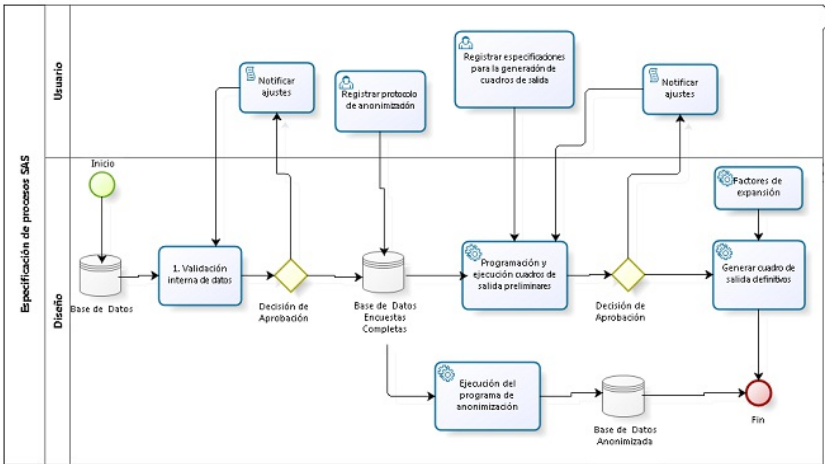 Especificación de procesos SAS
Usuario
Notificar
ajustes
Registrar protocolo
de anonimización
Registrar especificaciones
para la generación de
cuadros de salida
Notificar
ajustes
Diseño
Inicio
Base de Datos
1. Validación
interna de datos
Decisión de
Aprobación
Base de Datos
Encuestas
Completas
Programación y
ejecución cuadros de
salida preliminares
Decisión de
Aprobación
Factores de
expansión
Generar cuadro de
salida definitivos
Ejecución del
programa de
anonimización
Base de Datos
Anonimizada
Fin